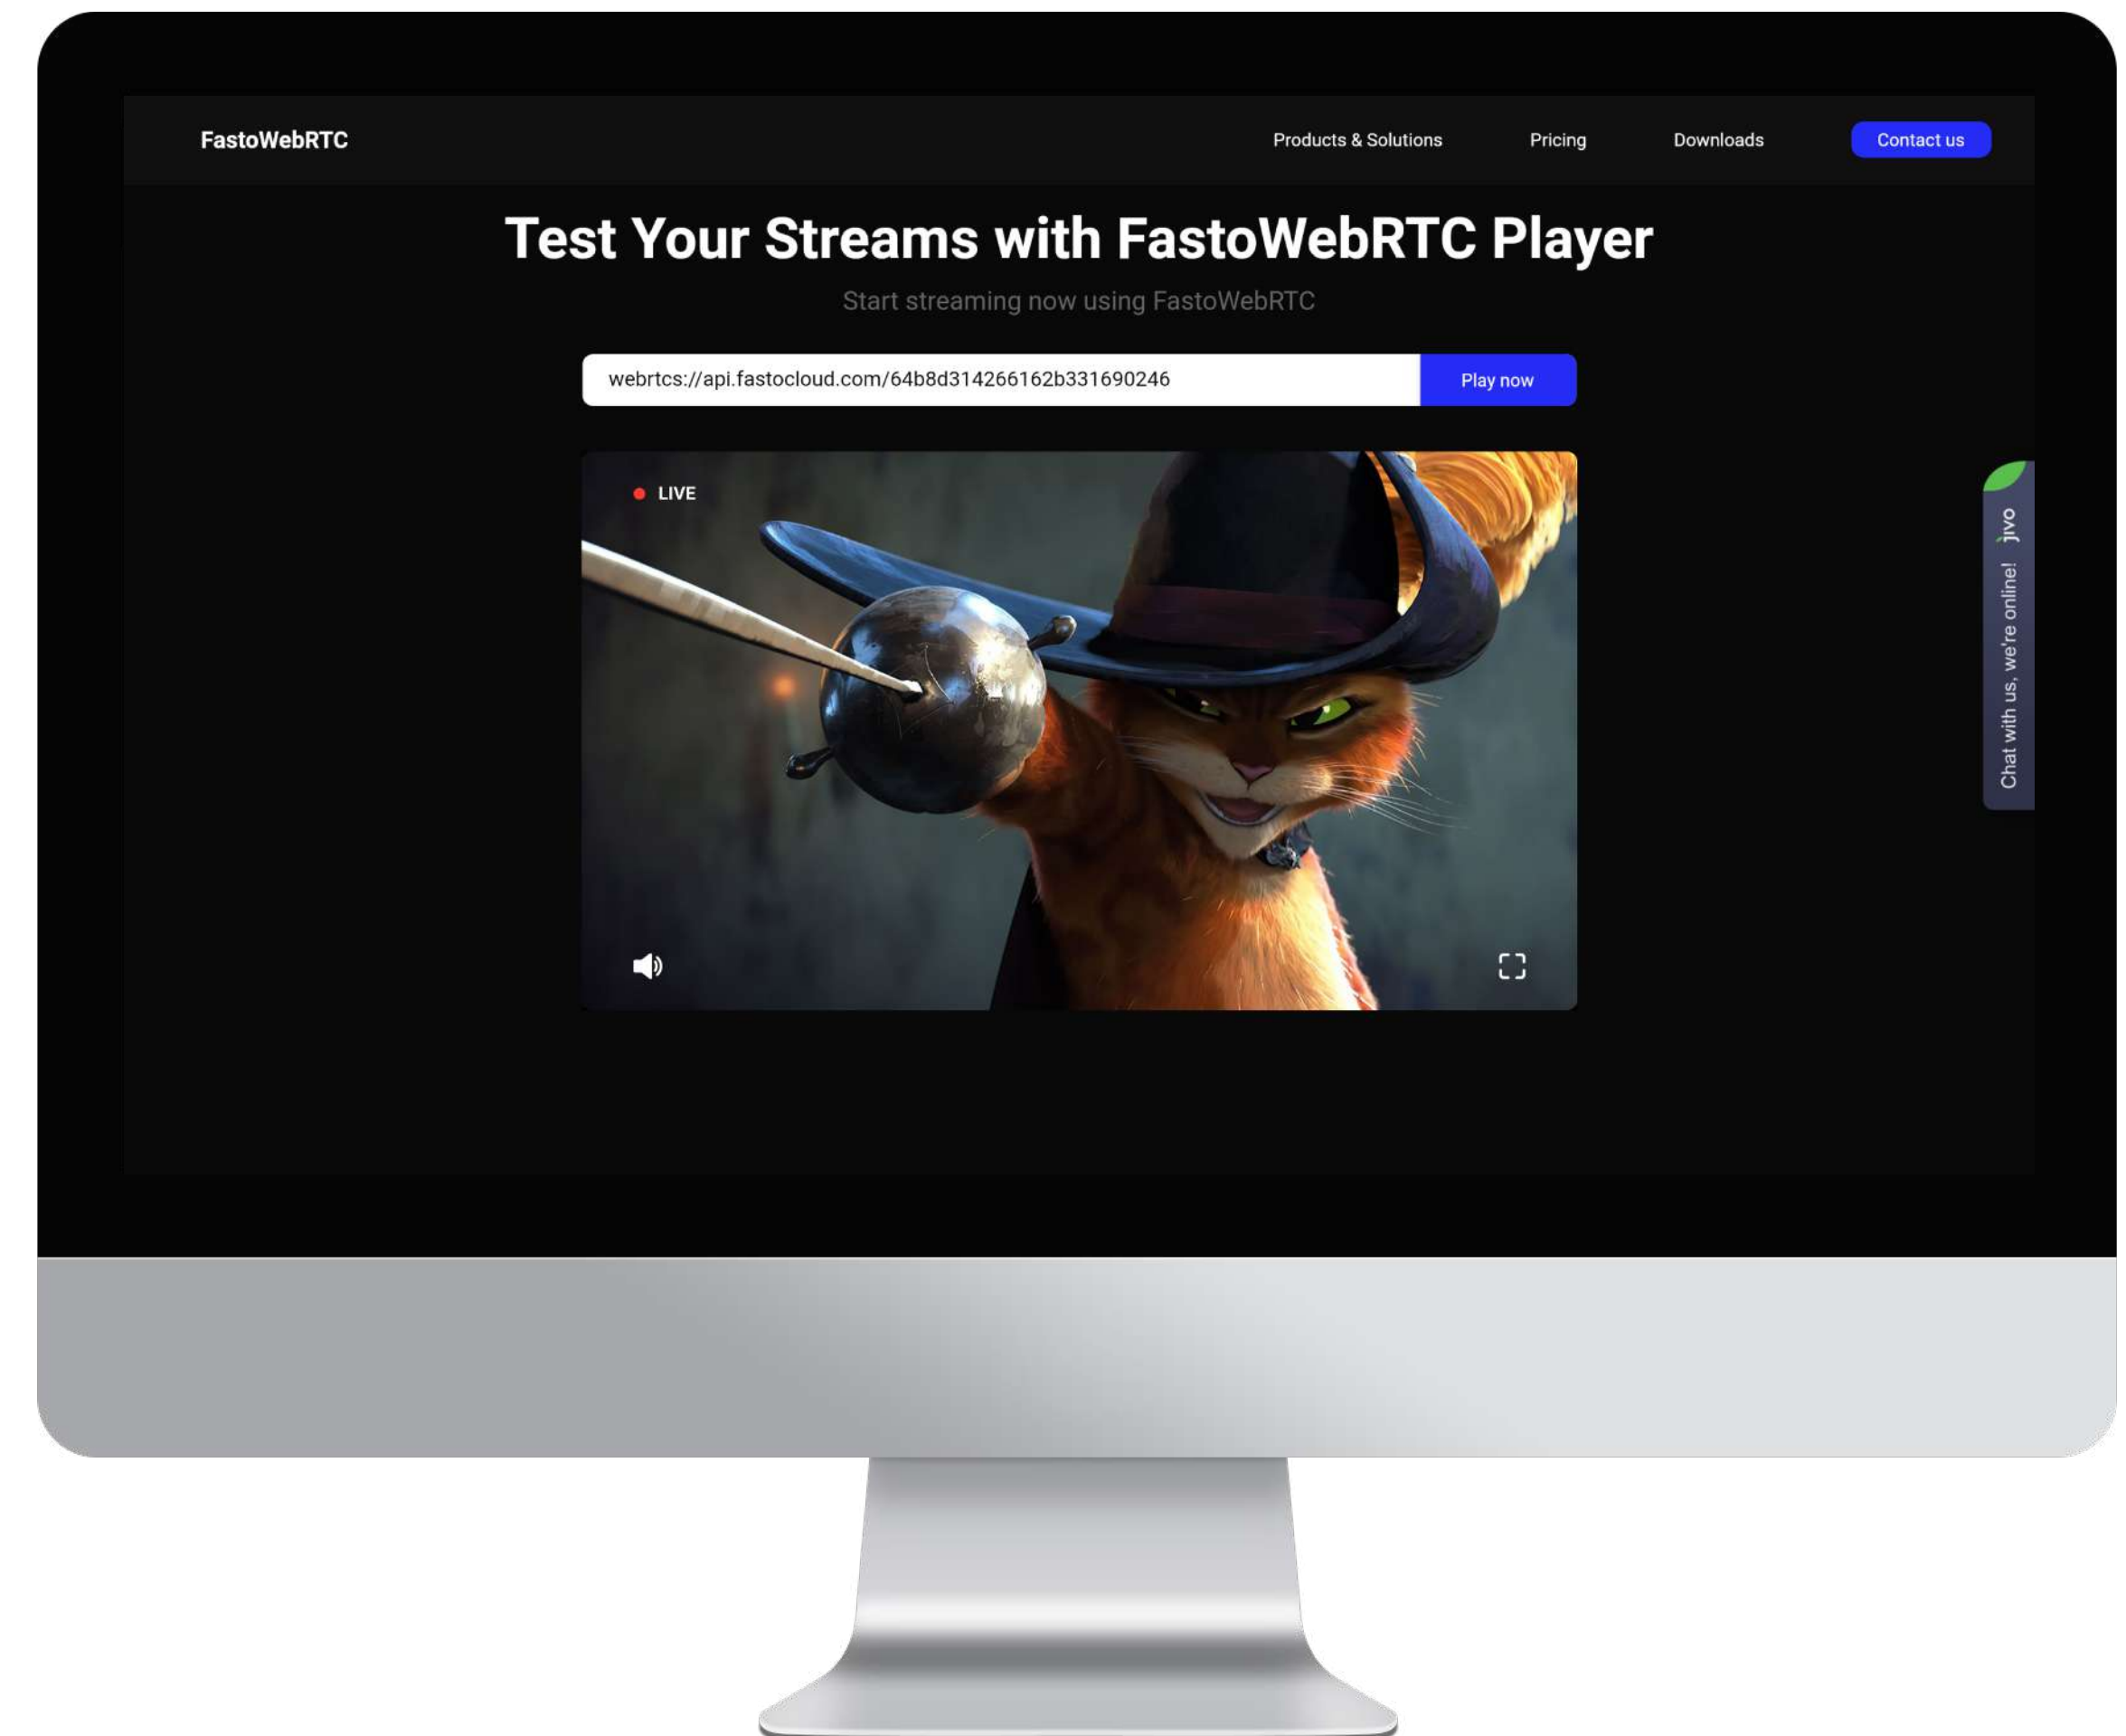 FastoWebRTC
Products & Solutions
Pricing
Downloads
Contact us
Test Your Streams with FastoWebRTC Player
Start streaming now using FastoWebRTC
webrtcs://api.fastocloud.com/64b8d314266162b331690246
Play now
LIVE
Chat with us, we're online! jivo